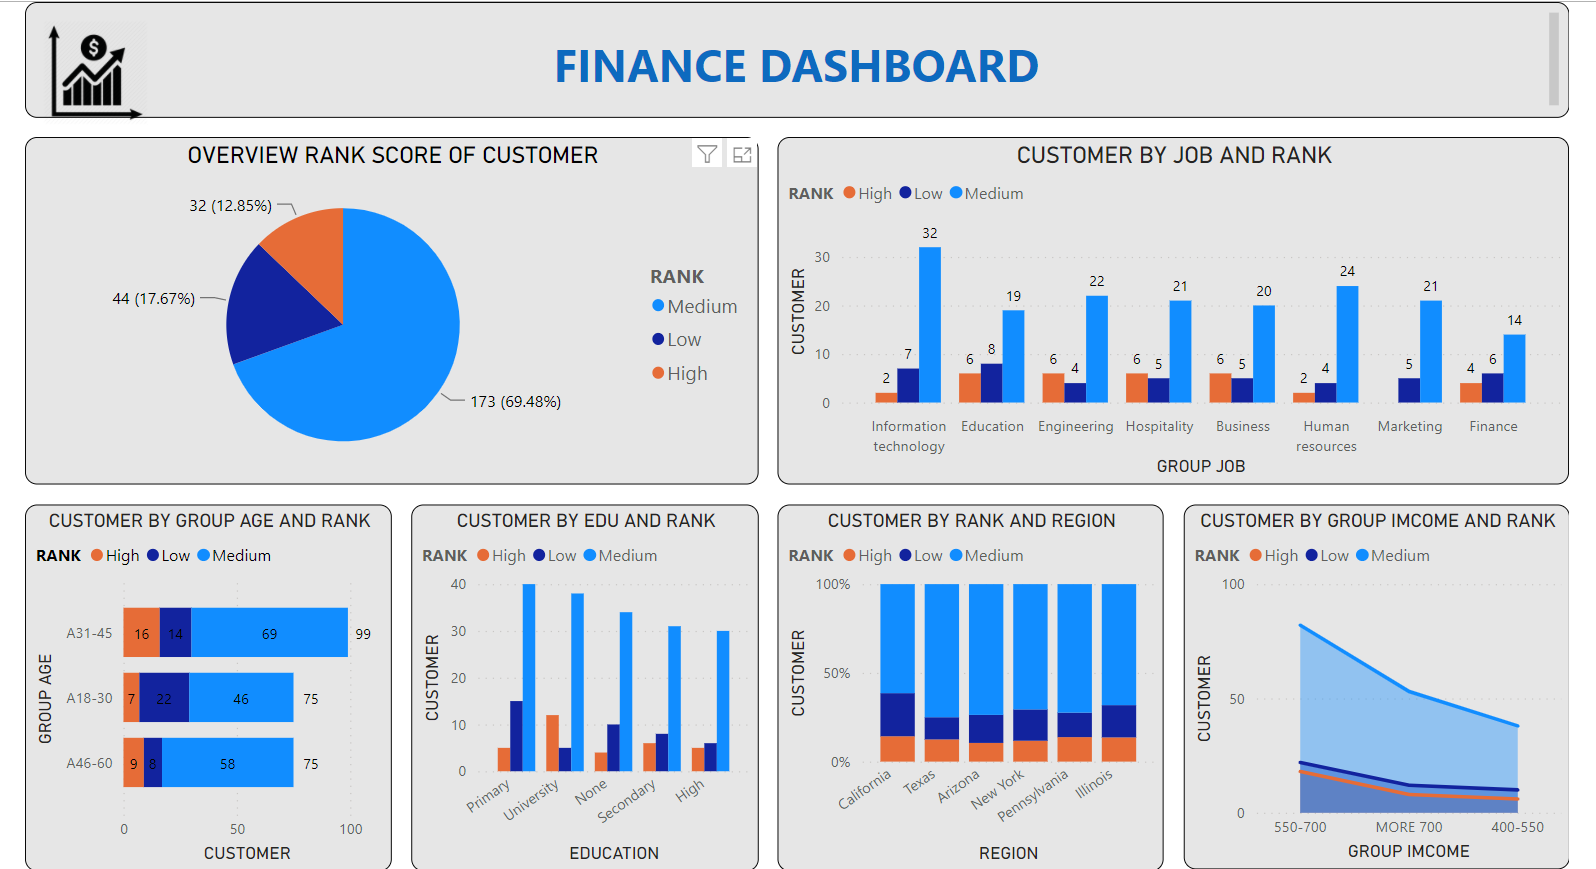 $
FINANCE DASHBOARD
OVERVIEW RANK SCORE OF CUSTOMER
32 (12.85%)
44 (17.67%)
173 (69.48%)
RANK
Medium
Low
High
CUSTOMER BY JOB AND RANK
RANK High Low Medium
CUSTOMER
30
20
10
0
2 7 32
6 8 19
6 4 22
6 5 21
6 5 20
2 4 24
5 21
4 6 14
Information technology
Education
Engineering
Hospitality
Business
Human resources
Marketing
Finance
GROUP JOB
CUSTOMER BY GROUP AGE AND RANK
RANK High Low Medium
GROUP AGE
A31-45 16 14 69 99
A18-30 7 22 46 75
A46-60 9 8 58 75
0 50 100
CUSTOMER
CUSTOMER BY EDU AND RANK
RANK High Low Medium
CUSTOMER
40
30
20
10
0
Primary University None Secondary High
EDUCATION
CUSTOMER BY RANK AND REGION
RANK High Low Medium
CUSTOMER
100%
50%
0%
California Texas Arizona New York Pennsylvania Illinois
REGION
CUSTOMER BY GROUP IMCOME AND RANK
RANK High Low Medium
CUSTOMER
100
50
0
550-700 MORE 700 400-550
GROUP IMCOME